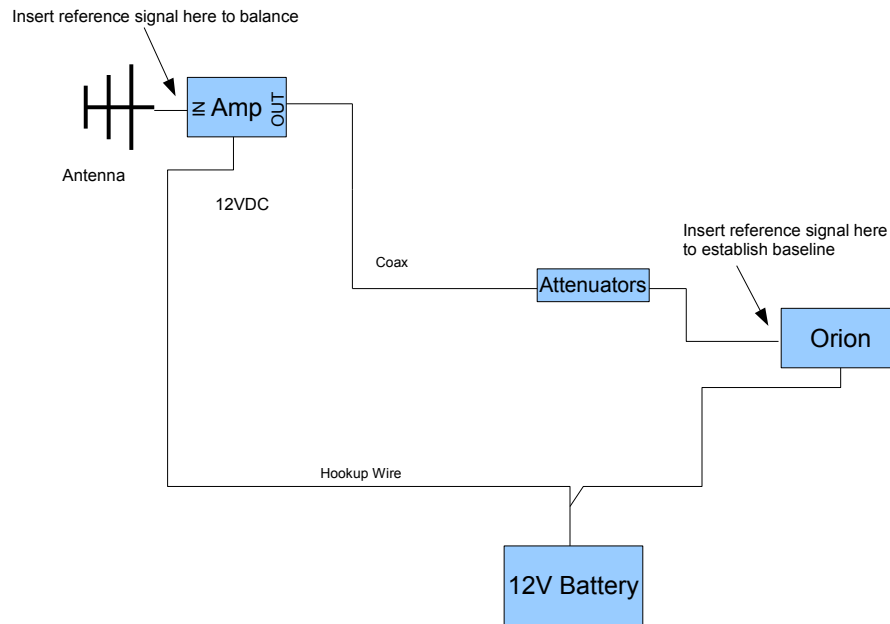 Insert reference signal here to balance
IN
Amp
OUT
Antenna
12VDC
Insert reference signal here
to establish baseline
Coax
Attenuators
Orion
Hookup Wire
12V Battery